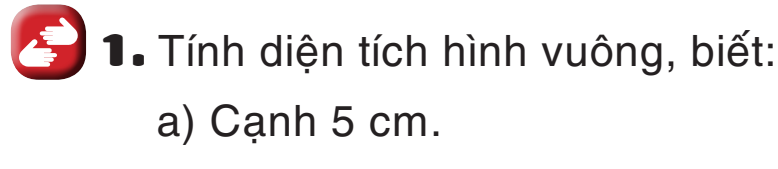 1. Tính diện tích hình vuông, biết:
a) Cạnh 5 cm.